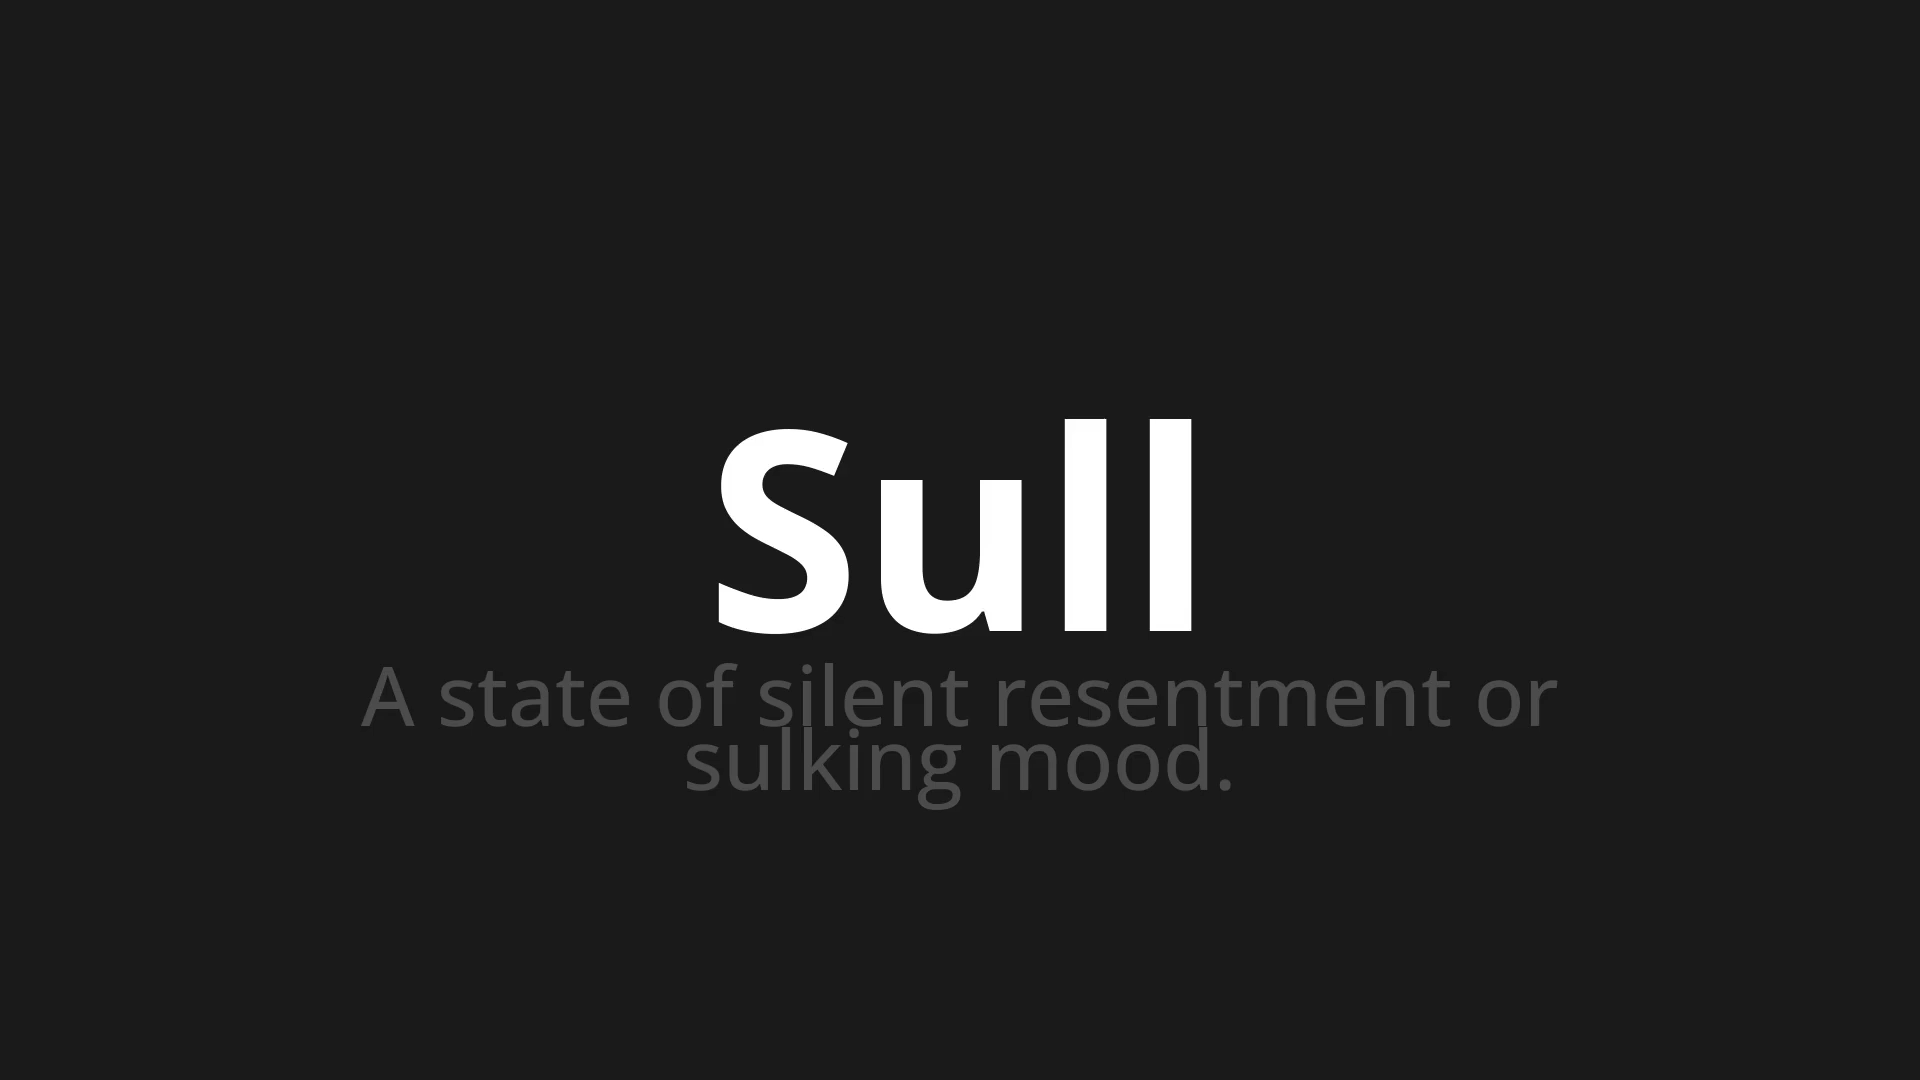 Sull
A state of silent resentment or
sulking mood.